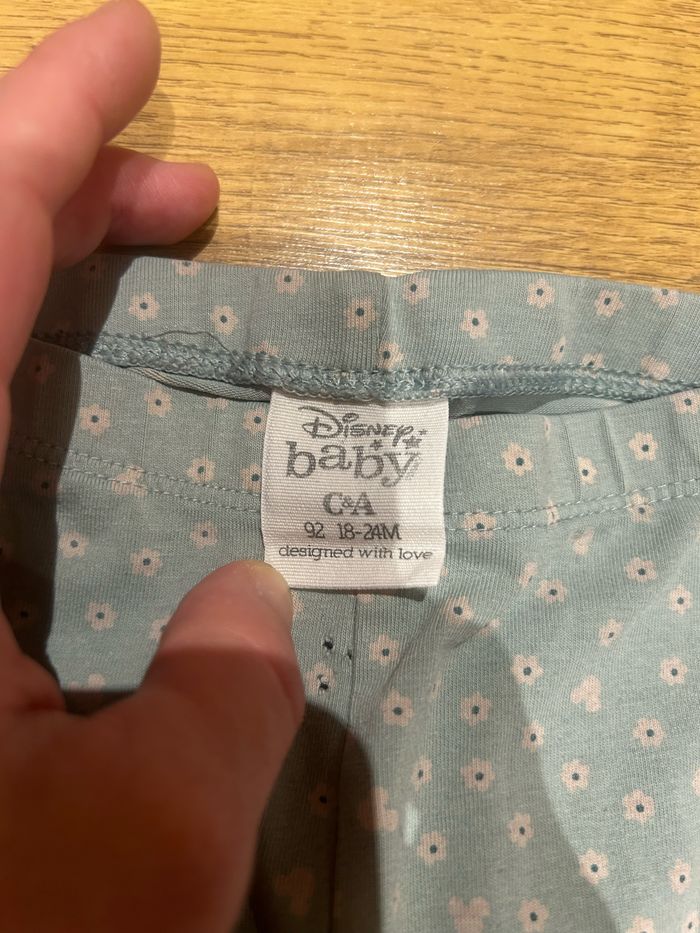 Disney
baby
C&A
92 18-24M
designed with love